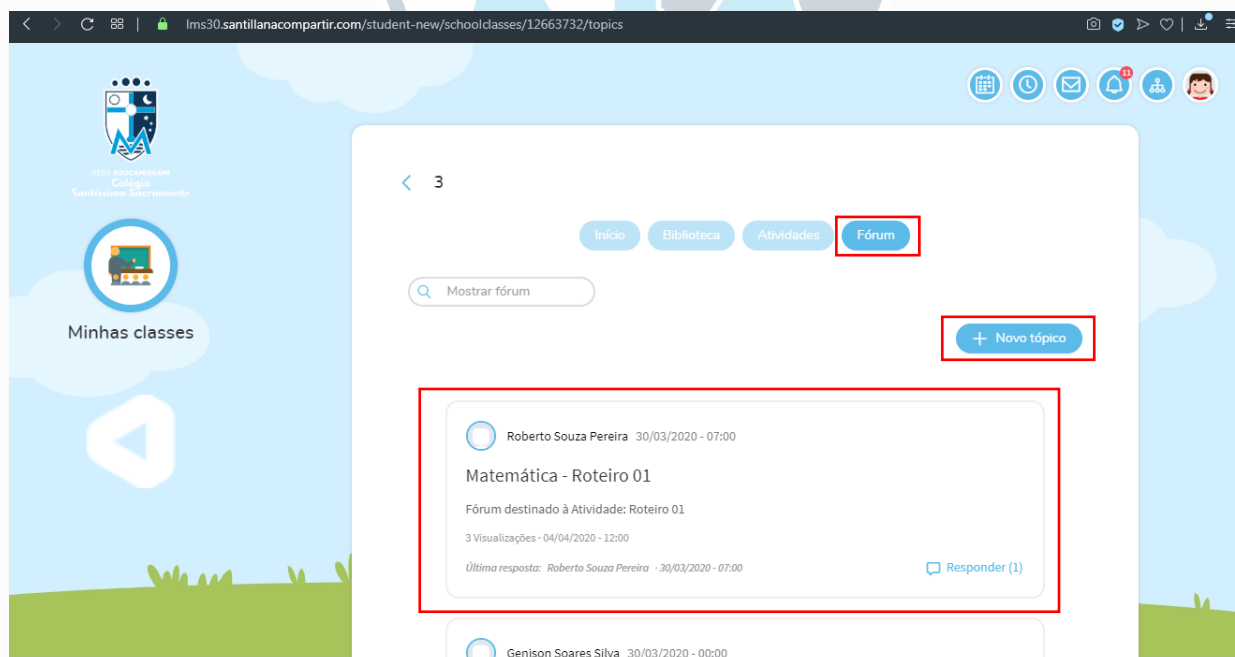 lms30.santillanacompartir.com/student-new/schoolclasses/12663732/topics
11
REDE EDUCANISSAM
Colégio
Santíssimo Sacramento
3
Início Biblioteca Atividades Fórum
Mostrar fórum
Minhas classes
+ Novo tópico
Roberto Souza Pereira 30/03/2020 - 07:00
Matemática - Roteiro 01
Fórum destinado à Atividade: Roteiro 01
3 Visualizações · 04/04/2020 - 12:00
Última resposta: Roberto Souza Pereira - 30/03/2020 - 07:00
Responder (1)
Genison Soares Silva 30/03/2020 - 00:00